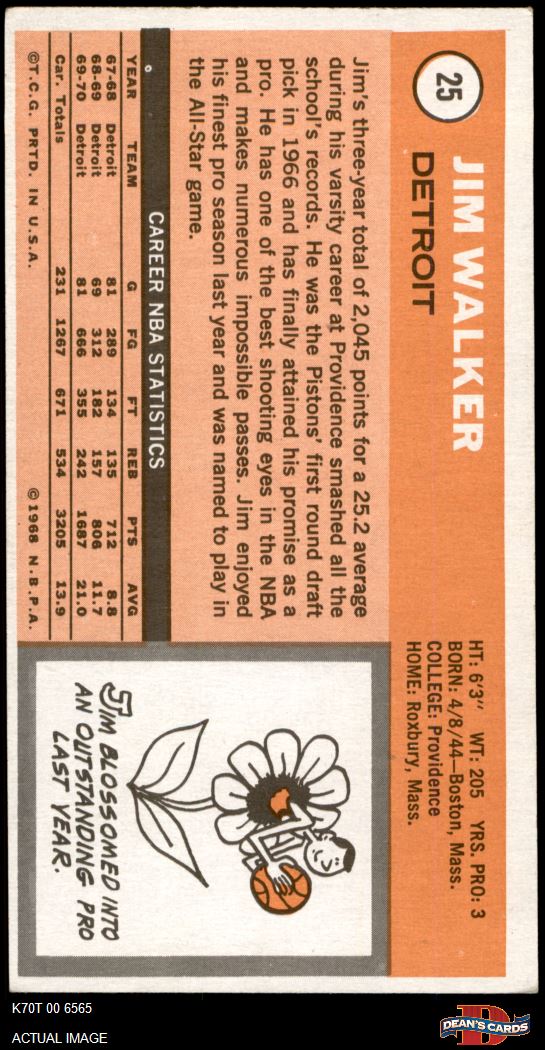 25
JIM WALKER
DETROIT
HT: 6'3" WT: 205 YRS. PRO: 3
BORN: 4/8/44—Boston, Mass.
COLLEGE: Providence
HOME: Roxbury, Mass.
Jim's three-year total of 2,045 points for a 25.2 average
during his varsity career at Providence smashed all the
school's records. He was the Pistons' first round draft
pick in 1966 and has finally attained his promise as a
pro. He has one of the best shooting eyes in the NBA
and makes numerous impossible passes. Jim enjoyed
his finest pro season last year and was named to play in
the All-Star game.
CAREER NBA STATISTICS
YEAR TEAM G FG FT REB PTS AVG
67-68 Detroit 81 289 134 135 712 8.8
68-69 Detroit 69 312 182 157 806 11.7
69-70 Detroit 81 666 355 242 1687 21.0
Car. Totals 231 1267 671 534 3205 13.9
©T.C.G. PRTD. IN U.S.A. ©1968 N.B.P.A.
JIM BLOSSOMED INTO
AN OUTSTANDING PRO
LAST YEAR.
K70T 00 6565
ACTUAL IMAGE
D
DEAN'S CARDS